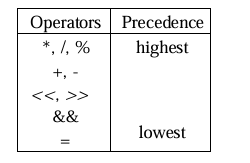 Operators Precedence
*, /, % highest
+, -
<<, >>
&&
= lowest